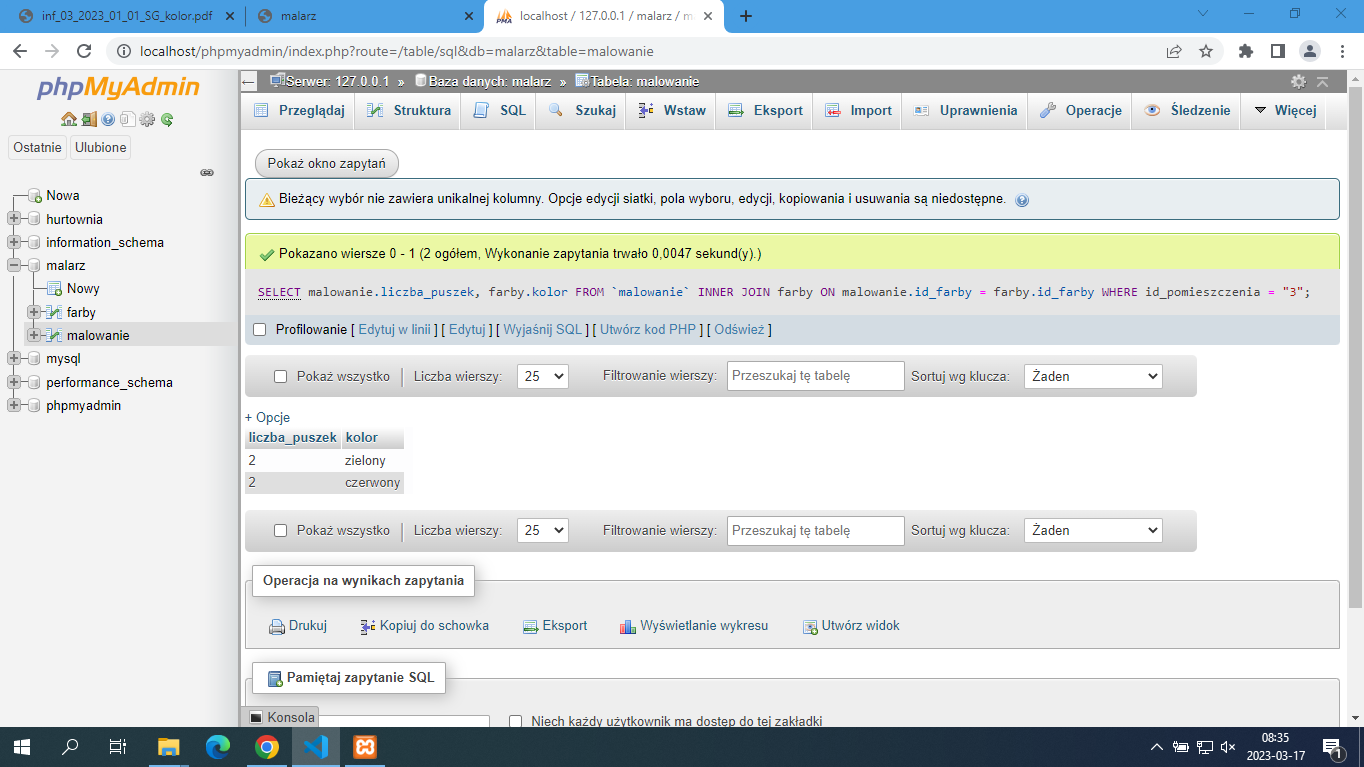 inf_03_2023_01_01_SG_kolor.pdf
malarz
localhost / 127.0.0.1 / malarz / m
localhost/phpmyadmin/index.php?route=/table/sql&db=malarz&table=malowanie
phpMyAdmin
Ostatnie
Ulubione
Nowa
hurtownia
information_schema
malarz
Nowy
farby
malowanie
mysql
performance_schema
phpmyadmin
Serwer: 127.0.0.1 » Baza danych: malarz » Tabela: malowanie
Przeglądaj
Struktura
SQL
Szukaj
Wstaw
Eksport
Import
Uprawnienia
Operacje
Śledzenie
Więcej
Pokaż okno zapytań
Bieżący wybór nie zawiera unikalnej kolumny. Opcje edycji siatki, pola wyboru, edycji, kopiowania i usuwania są niedostępne.
Pokazano wiersze 0 - 1 (2 ogółem, Wykonanie zapytania trwało 0,0047 sekund(y).)
SELECT malowanie.liczba_puszek, farby.kolor FROM `malowanie` INNER JOIN farby ON malowanie.id_farby = farby.id_farby WHERE id_pomieszczenia = "3";
Profilowanie [ Edytuj w linii ] [ Edytuj ] [ Wyjaśnij SQL ] [ Utwórz kod PHP ] [ Odśwież ]
Pokaż wszystko | Liczba wierszy: 25 Filtrowanie wierszy: Przeszukaj tę tabelę Sortuj wg klucza: Żaden
+ Opcje
liczba_puszek kolor
2 zielony
2 czerwony
Pokaż wszystko | Liczba wierszy: 25 Filtrowanie wierszy: Przeszukaj tę tabelę Sortuj wg klucza: Żaden
Operacja na wynikach zapytania
Drukuj
Kopiuj do schowka
Eksport
Wyświetlanie wykresu
Utwórz widok
Pamiętaj zapytanie SQL
Konsola
Niech każdy użytkownik ma dostęp do tej zakładki
08:35
2023-03-17
1